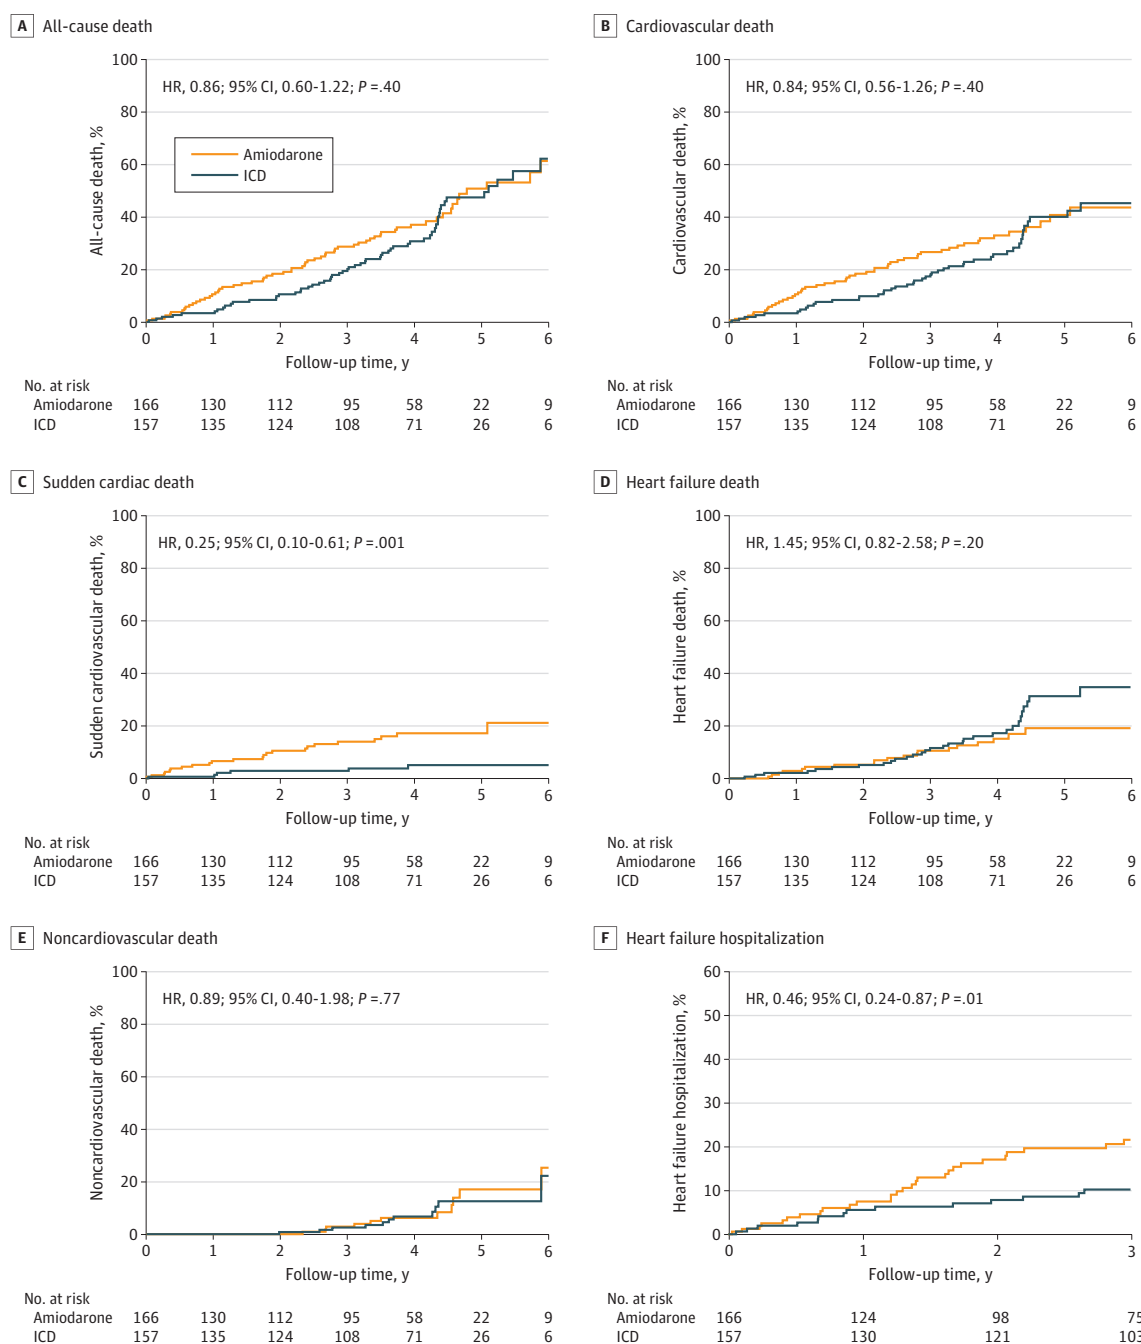 A All-cause death
100
80
60
40
20
0
All-cause death, %
HR, 0.86; 95% CI, 0.60-1.22; P =.40
Amiodarone
ICD
0 1 2 3 4 5 6
Follow-up time, y
No. at risk
Amiodarone 166 130 112 95 58 22 9
ICD 157 135 124 108 71 26 6
B Cardiovascular death
100
80
60
40
20
0
Cardiovascular death, %
HR, 0.84; 95% CI, 0.56-1.26; P =.40
0 1 2 3 4 5 6
Follow-up time, y
No. at risk
Amiodarone 166 130 112 95 58 22 9
ICD 157 135 124 108 71 26 6
C Sudden cardiac death
100
80
60
40
20
0
Sudden cardiovascular death, %
HR, 0.25; 95% CI, 0.10-0.61; P =.001
0 1 2 3 4 5 6
Follow-up time, y
No. at risk
Amiodarone 166 130 112 95 58 22 9
ICD 157 135 124 108 71 26 6
D Heart failure death
100
80
60
40
20
0
Heart failure death, %
HR, 1.45; 95% CI, 0.82-2.58; P =.20
0 1 2 3 4 5 6
Follow-up time, y
No. at risk
Amiodarone 166 130 112 95 58 22 9
ICD 157 135 124 108 71 26 6
E Noncardiovascular death
100
80
60
40
20
0
Noncardiovascular death, %
HR, 0.89; 95% CI, 0.40-1.98; P =.77
0 1 2 3 4 5 6
Follow-up time, y
No. at risk
Amiodarone 166 130 112 95 58 22 9
ICD 157 135 124 108 71 26 6
F Heart failure hospitalization
60
50
40
30
20
10
0
Heart failure hospitalization, %
HR, 0.46; 95% CI, 0.24-0.87; P =.01
0 1 2 3
Follow-up time, y
No. at risk
Amiodarone 166 124 98 75
ICD 157 130 121 103